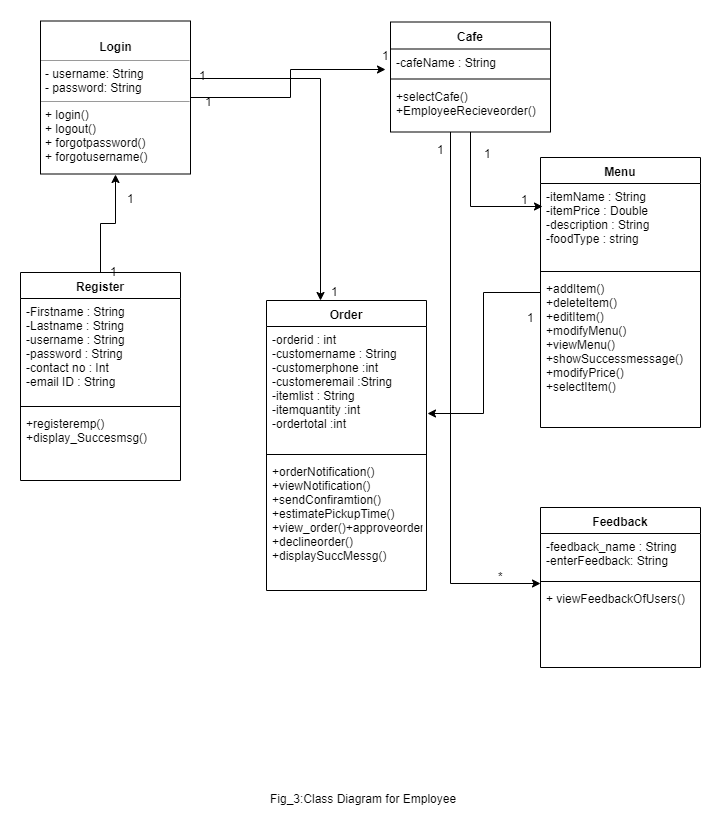 Login
- username: String
- password: String
+ login()
+ logout()
+ forgotpassword()
+ forgotusername()
1
1
Cafe
-cafeName : String
+selectCafe()
+EmployeeRecieveorder()
1
1
1
1
Menu
-itemName : String
-itemPrice : Double
-description : String
-foodType : string
+addItem()
+deleteItem()
+editItem()
+modifyMenu()
+viewMenu()
+showSuccessmessage()
+modifyPrice()
+selectItem()
1
1
1
Register
-Firstname : String
-Lastname : String
-username : String
-password : String
-contact no : Int
-email ID : String
+registeremp()
+display_Succesmsg()
1
Order
-orderid : int
-customername : String
-customerphone :int
-customeremail :String
-itemlist : String
-itemquantity :int
-ordertotal :int
+orderNotification()
+viewNotification()
+sendConfiramtion()
+estimatePickupTime()
+view_order()+approveorder
+declineorder()
+displaySuccMessg()
*
Feedback
-feedback_name : String
-enterFeedback: String
+ viewFeedbackOfUsers()
Fig_3:Class Diagram for Employee